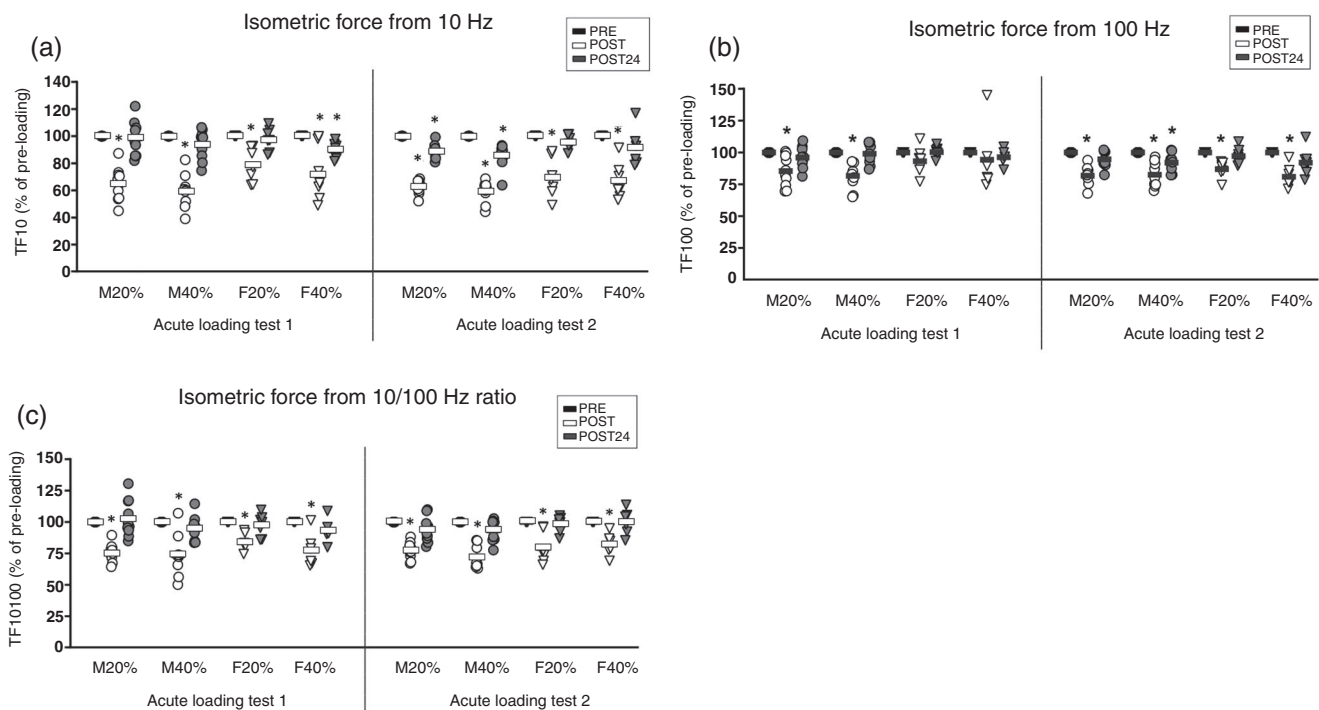 Isometric force from 10 Hz
(a)
PRE
POST
POST24
TF10 (% of pre-loading)
140
120
100
80
60
40
20
0
* * * * * * * * * * *
M20% M40% F20% F40% M20% M40% F20% F40%
Acute loading test 1 Acute loading test 2
Isometric force from 100 Hz
(b)
PRE
POST
POST24
TF100 (% of pre-loading)
150
125
100
75
50
25
0
* * * * * * *
M20% M40% F20% F40% M20% M40% F20% F40%
Acute loading test 1 Acute loading test 2
Isometric force from 10/100 Hz ratio
(c)
PRE
POST
POST24
TF10100 (% of pre-loading)
150
125
100
75
50
25
0
* * * * * * * *
M20% M40% F20% F40% M20% M40% F20% F40%
Acute loading test 1 Acute loading test 2